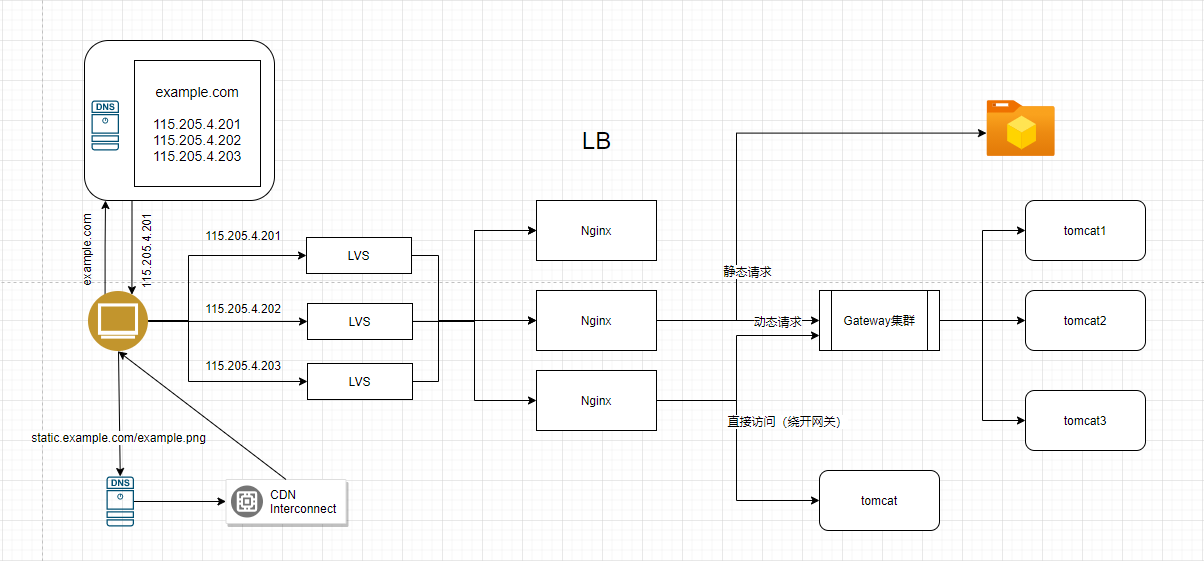 DNS
example.com
115.205.4.201
115.205.4.202
115.205.4.203
LB
example.com
115.205.4.201
115.205.4.201
LVS
115.205.4.202
LVS
115.205.4.203
LVS
Nginx
Nginx
Nginx
静态请求
动态请求
Gateway集群
直接访问（绕开网关）
tomcat1
tomcat2
tomcat3
tomcat
static.example.com/example.png
DNS
CDN
Interconnect